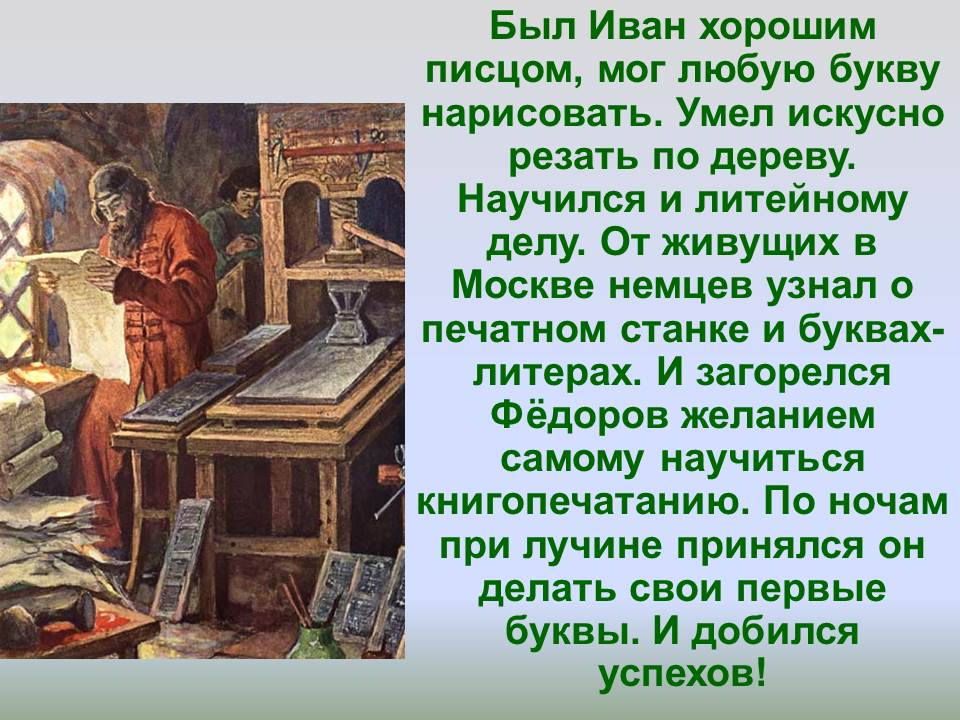 Был Иван хорошим
писцом, мог любую букву
нарисовать. Умел искусно
резать по дереву.
Научился и литейному
делу. От живущих в
Москве немцев узнал о
печатном станке и буквах-
литерах. И загорелся
Фёдоров желанием
самому научиться
книгопечатанию. По ночам
при лучине принялся он
делать свои первые
буквы. И добился
успехов!